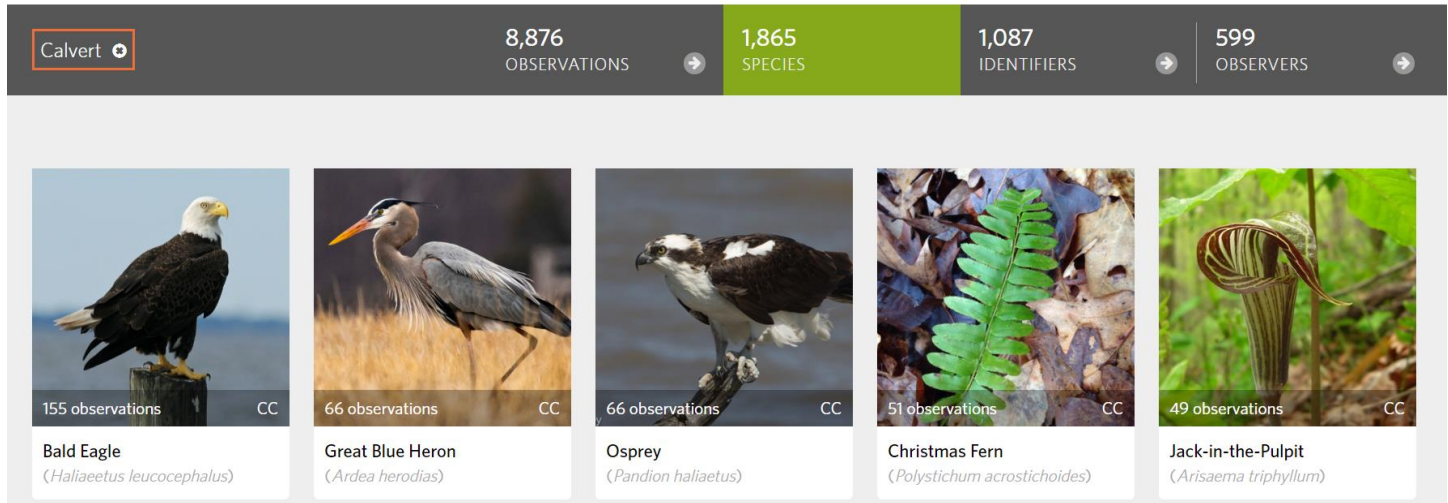 Calvert
8,876
OBSERVATIONS
1,865
SPECIES
1,087
IDENTIFIERS
599
OBSERVERS
155 observations CC
66 observations CC
66 observations CC
51 observations CC
49 observations CC
Bald Eagle
(Haliaeetus leucocephalus)
Great Blue Heron
(Ardea herodias)
Osprey
(Pandion haliaetus)
Christmas Fern
(Polystichum acrostichoides)
Jack-in-the-Pulpit
(Arisaema triphyllum)